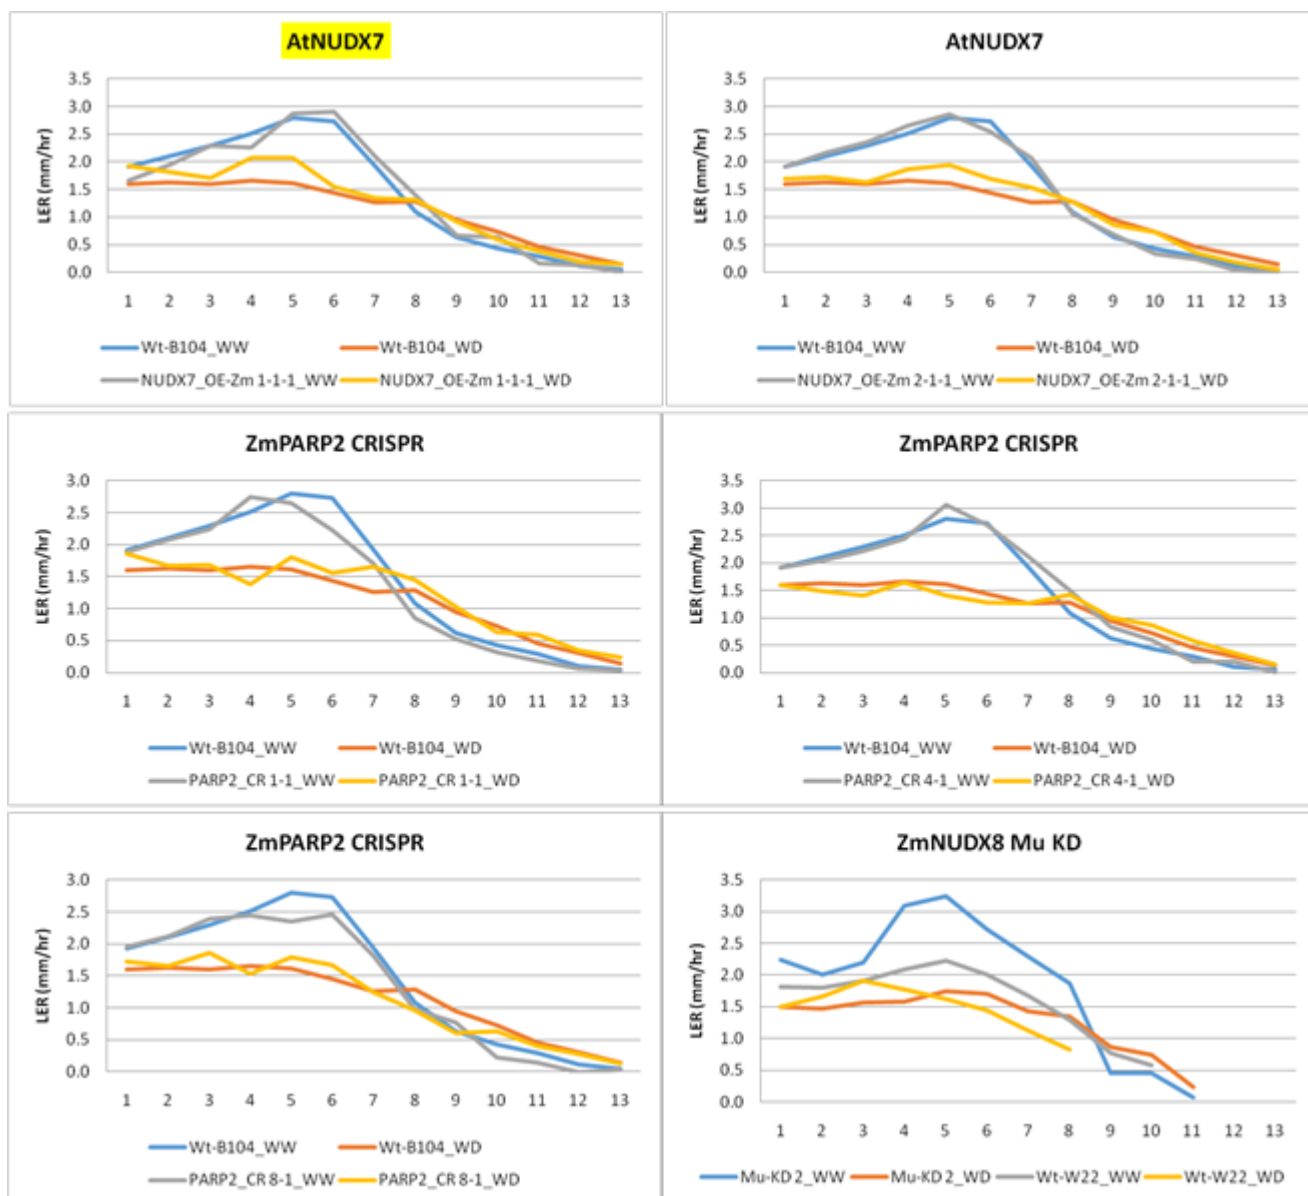 AtNUDX7
LER (mm/hr)
3.5
3.0
2.5
2.0
1.5
1.0
0.5
0.0
1 2 3 4 5 6 7 8 9 10 11 12 13
Wt-B104_WW Wt-B104_WD
NUDX7_OE-Zm 1-1-1_WW NUDX7_OE-Zm 1-1-1_WD
AtNUDX7
LER (mm/hr)
3.5
3.0
2.5
2.0
1.5
1.0
0.5
0.0
1 2 3 4 5 6 7 8 9 10 11 12 13
Wt-B104_WW Wt-B104_WD
NUDX7_OE-Zm 2-1-1_WW NUDX7_OE-Zm 2-1-1_WD
ZmPARP2 CRISPR
LER (mm/hr)
3.0
2.5
2.0
1.5
1.0
0.5
0.0
1 2 3 4 5 6 7 8 9 10 11 12 13
Wt-B104_WW Wt-B104_WD
PARP2_CR 1-1_WW PARP2_CR 1-1_WD
ZmPARP2 CRISPR
LER (mm/hr)
3.5
3.0
2.5
2.0
1.5
1.0
0.5
0.0
1 2 3 4 5 6 7 8 9 10 11 12 13
Wt-B104_WW Wt-B104_WD
PARP2_CR 4-1_WW PARP2_CR 4-1_WD
ZmPARP2 CRISPR
LER (mm/hr)
3.0
2.5
2.0
1.5
1.0
0.5
0.0
1 2 3 4 5 6 7 8 9 10 11 12 13
Wt-B104_WW Wt-B104_WD
PARP2_CR 8-1_WW PARP2_CR 8-1_WD
ZmNUDX8 Mu KD
LER (mm/hr)
3.5
3.0
2.5
2.0
1.5
1.0
0.5
0.0
1 2 3 4 5 6 7 8 9 10 11 12 13
Mu-KD 2_WW Mu-KD 2_WD Wt-W22_WW Wt-W22_WD